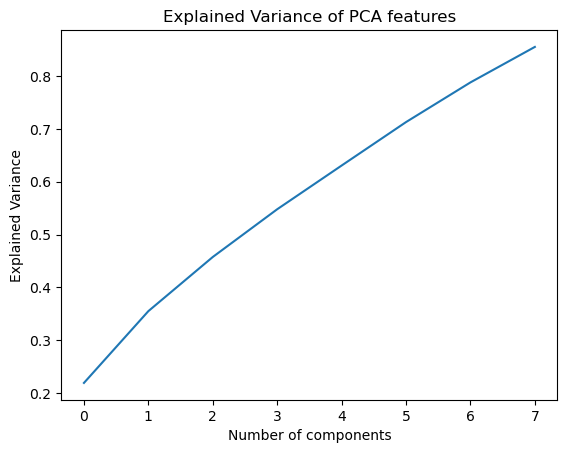 Explained Variance of PCA features
Explained Variance
0.8
0.7
0.6
0.5
0.4
0.3
0.2
0 1 2 3 4 5 6 7
Number of components